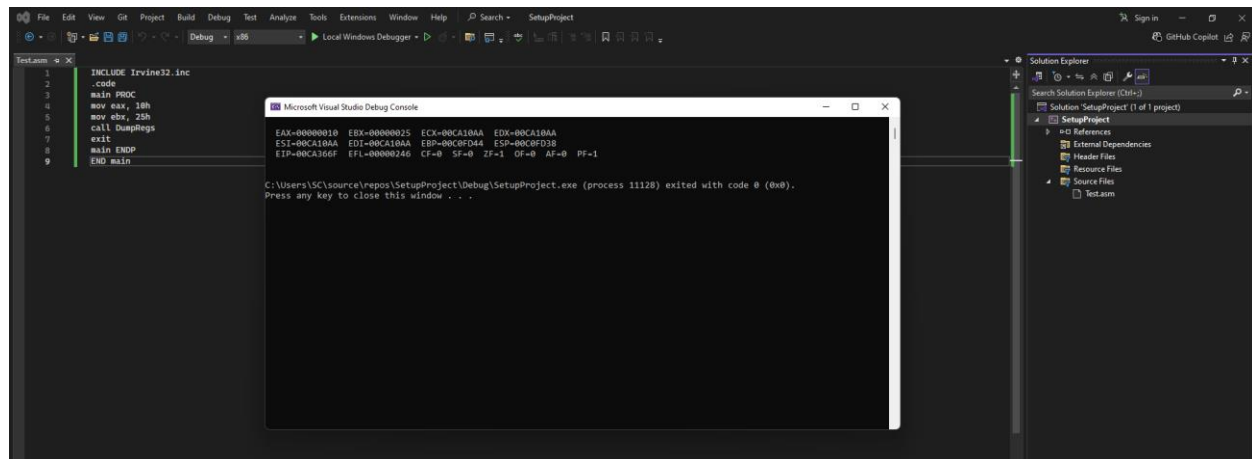 File Edit View Git Project Build Debug Test Analyze Tools Extensions Window Help Search SetupProject Sign in
Debug x86 Local Windows Debugger GitHub Copilot
Test.asm
1 INCLUDE Irvine32.inc
2 .code
3 main PROC
4 mov eax, 10h
5 mov ebx, 25h
6 call DumpRegs
7 exit
8 main ENDP
9 END main
Microsoft Visual Studio Debug Console
EAX=00000010 EBX=00000025 ECX=00CA10AA EDX=00CA10AA
ESI=00CA10AA EDI=00CA10AA EBP=00C0FD44 ESP=00C0FD38
EIP=00CA366F EFL=00000246 CF=0 SF=0 ZF=1 OF=0 AF=0 PF=1
C:\Users\SC\source\repos\SetupProject\Debug\SetupProject.exe (process 11128) exited with code 0 (0x0).
Press any key to close this window . . .
Solution Explorer
Search Solution Explorer (Ctrl+;)
Solution 'SetupProject' (1 of 1 project)
SetupProject
References
External Dependencies
Header Files
Resource Files
Source Files
Test.asm